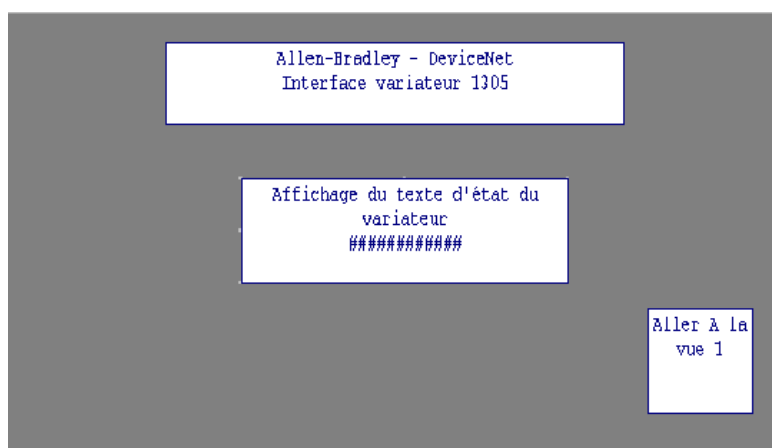 Allen-Bradley - DeviceNet
Interface variateur 1305
Affichage du texte d'état du
variateur
############
Aller A la
vue 1